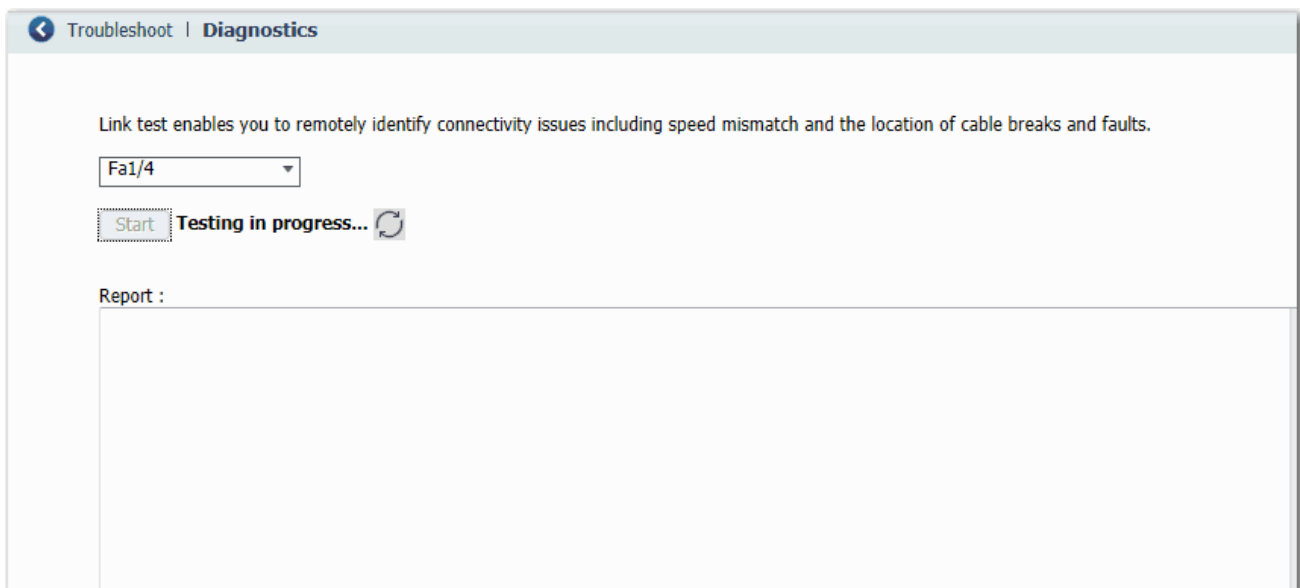 Troubleshoot | Diagnostics
Link test enables you to remotely identify connectivity issues including speed mismatch and the location of cable breaks and faults.
Fa1/4
Start Testing in progress...
Report :